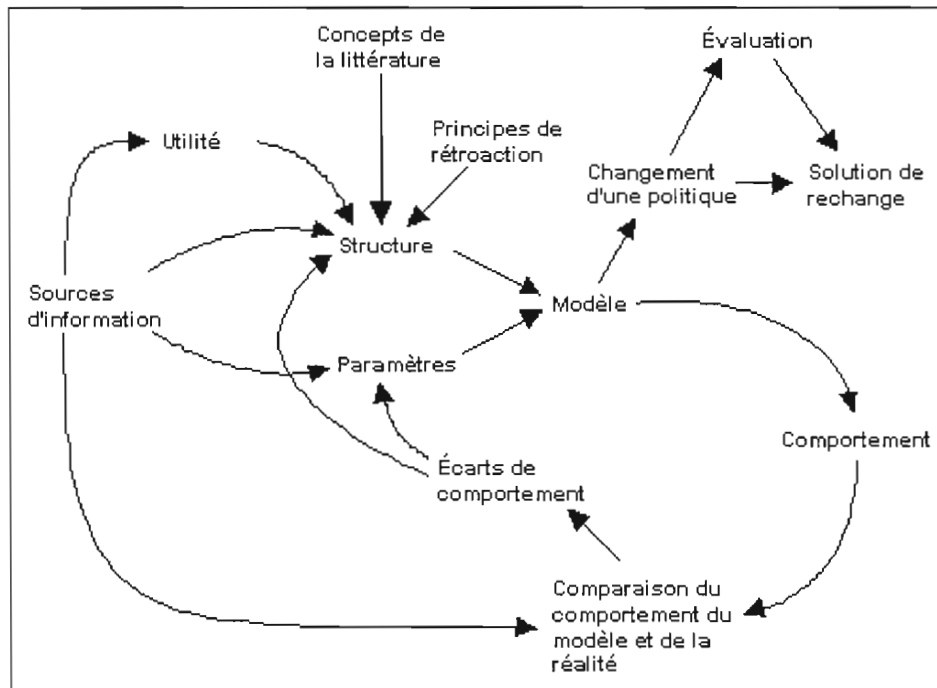 Concepts de
la littérature
Évaluation
Utilité
Principes de
rétroaction
Changement
d'une politique
Solution de
rechange
Structure
Sources
d'information
Modèle
Paramètres
Comportement
Écarts de
comportement
Comparaison du
comportement du
modèle et de la
réalité